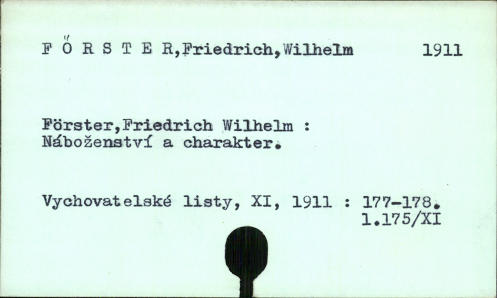 F Ő R S T E R,Friedrich,Wilhelm 1911
Förster,Friedrich Wilhelm :
Náboženství a charakter.
Vychovatelské listy, XI, 1911 : 177-178.
1.175/XI